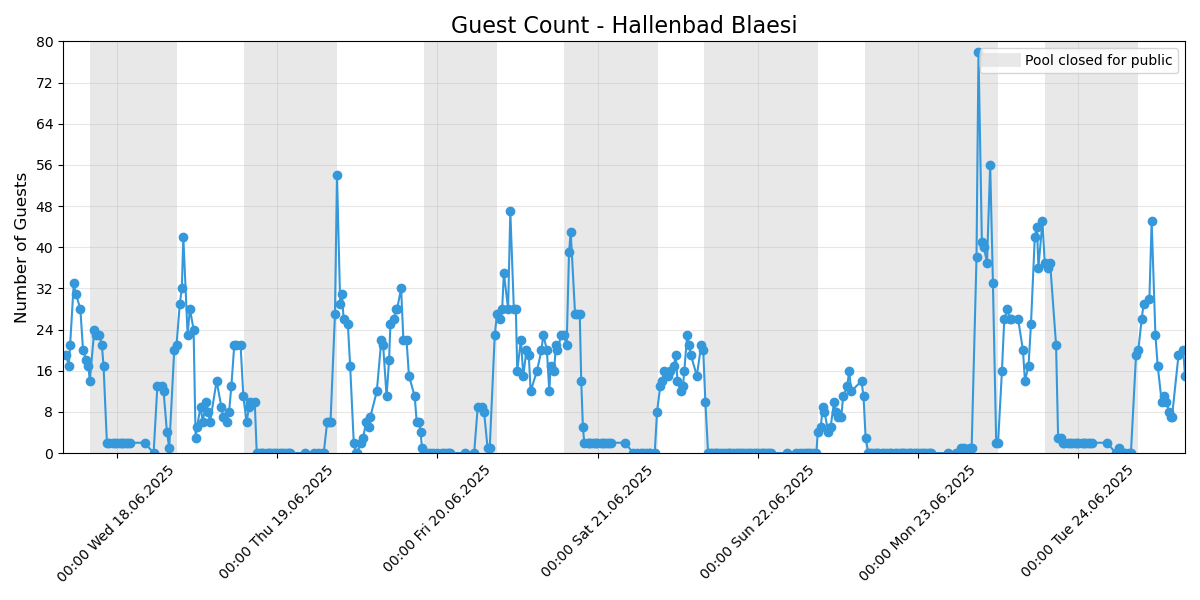 Guest Count - Hallenbad Blaesi
Pool closed for public
Number of Guests
80
72
64
56
48
40
32
24
16
8
0
00:00 Wed 18.06.2025
00:00 Thu 19.06.2025
00:00 Fri 20.06.2025
00:00 Sat 21.06.2025
00:00 Sun 22.06.2025
00:00 Mon 23.06.2025
00:00 Tue 24.06.2025